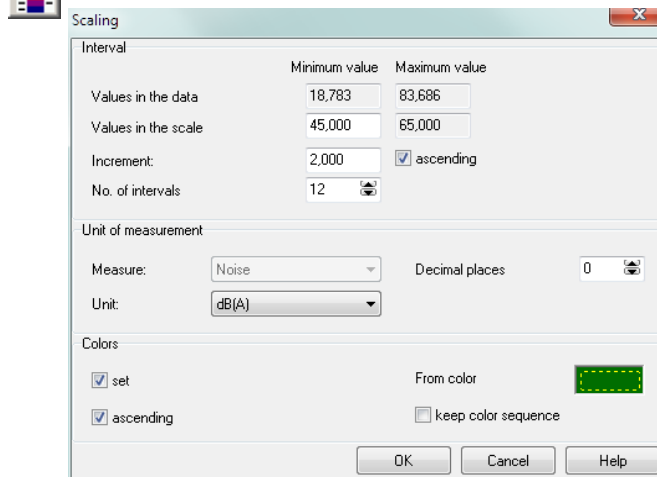 Scaling
Interval
Minimum value Maximum value
Values in the data 18,783 83,686
Values in the scale 45,000 65,000
Increment: 2,000 ascending
No. of intervals 12
Unit of measurement
Measure: Noise Decimal places 0
Unit: dB(A)
Colors
set From color
ascending keep color sequence
OK Cancel Help